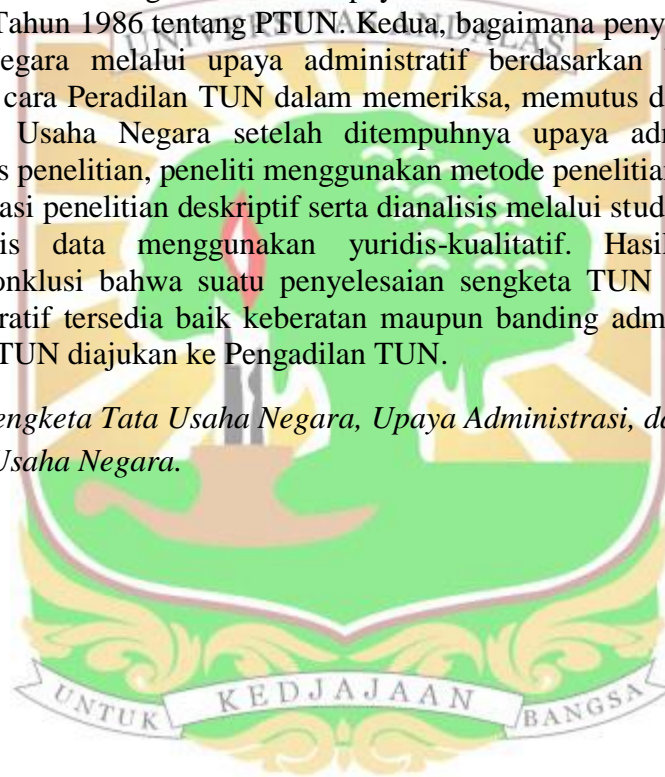 Tahun 1986 tentang PTUN. Kedua, bagaimana peny
UNIVERSITAS ANDALAS
egara melalui upaya administratif berdasarkan
cara Peradilan TUN dalam memeriksa, memutus d
Usaha Negara setelah ditempuhnya upaya adm
s penelitian, peneliti menggunakan metode penelitian
asi penelitian deskriptif serta dianalisis melalui stud
is data menggunakan yuridis-kualitatif. Hasil
onklusi bahwa suatu penyelesaian sengketa TUN
ratif tersedia baik keberatan maupun banding adm
TUN diajukan ke Pengadilan TUN.
engketa Tata Usaha Negara, Upaya Administrasi, da
Usaha Negara.
UNTUK KEDJAJAAN BANGSA